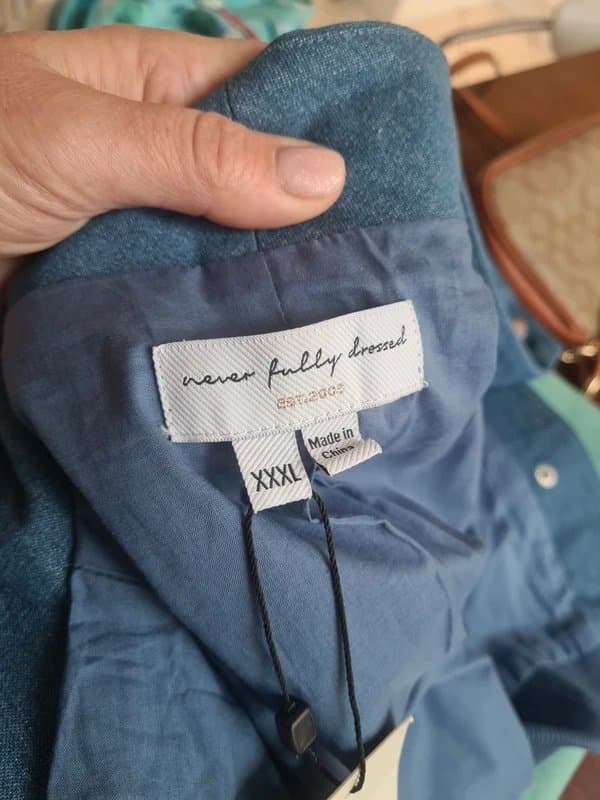 never fully dressed
EST.2009
XXXL
Made in
China